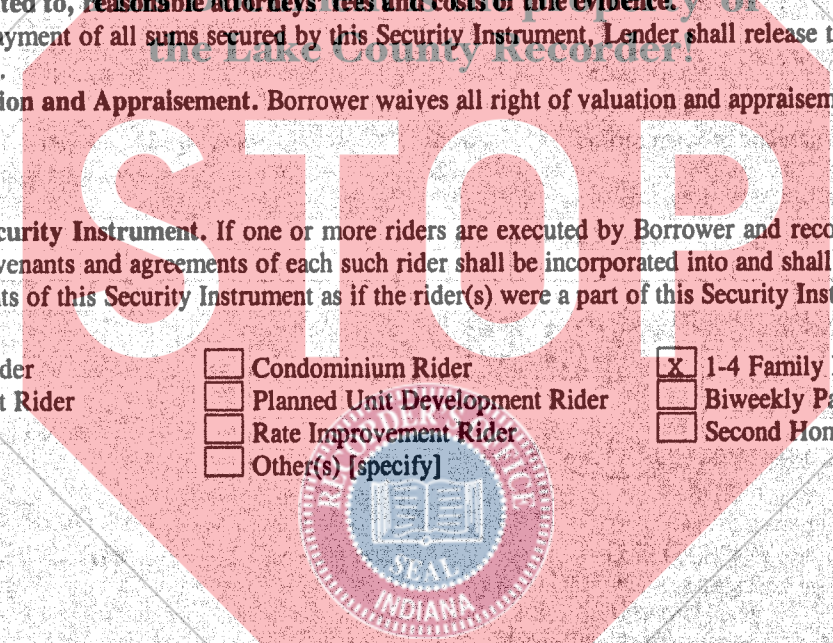 ted to, reasonable attorneys' fees and costs of title evidence.
ayment of all sums secured by this Security Instrument, Lender shall release t
the Lake County Recorder!
ion and Appraisement. Borrower waives all right of valuation and appraisem
STOP
curity Instrument. If one or more riders are executed by Borrower and reco
venants and agreements of each such rider shall be incorporated into and shall
ts of this Security Instrument as if the rider(s) were a part of this Security Inst
der Condominium Rider X 1-4 Family
t Rider Planned Unit Development Rider Biweekly Pa
Rate Improvement Rider Second Hom
Other(s) [specify]
RECORDER'S OFFICE
SEAL
INDIANA